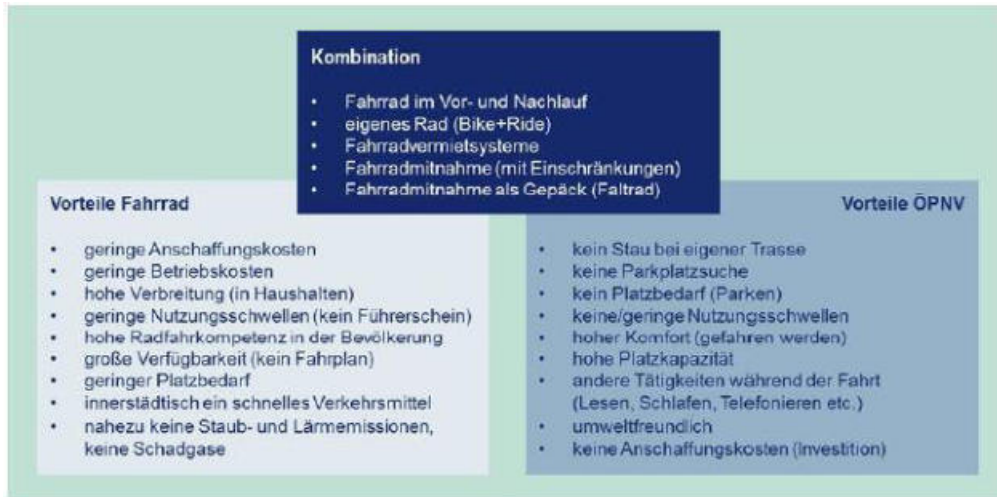 Kombination
• Fahrrad im Vor- und Nachlauf
• eigenes Rad (Bike+Ride)
• Fahrradvermietsysteme
• Fahrradmitnahme (mit Einschränkungen)
• Fahrradmitnahme als Gepäck (Faltrad)
Vorteile Fahrrad
• geringe Anschaffungskosten
• geringe Betriebskosten
• hohe Verbreitung (in Haushalten)
• geringe Nutzungsschwellen (kein Führerschein)
• hohe Radfahrkompetenz in der Bevölkerung
• große Verfügbarkeit (kein Fahrplan)
• geringer Platzbedarf
• innerstädtisch ein schnelles Verkehrsmittel
• nahezu keine Staub- und Lärmemissionen,
keine Schadgase
Vorteile ÖPNV
• kein Stau bei eigener Trasse
• keine Parkplatzsuche
• kein Platzbedarf (Parken)
• keine/geringe Nutzungsschwellen
• hoher Komfort (gefahren werden)
• hohe Platzkapazität
• andere Tätigkeiten während der Fahrt
(Lesen, Schlafen, Telefonieren etc.)
• umweltfreundlich
• keine Anschaffungskosten (Investition)